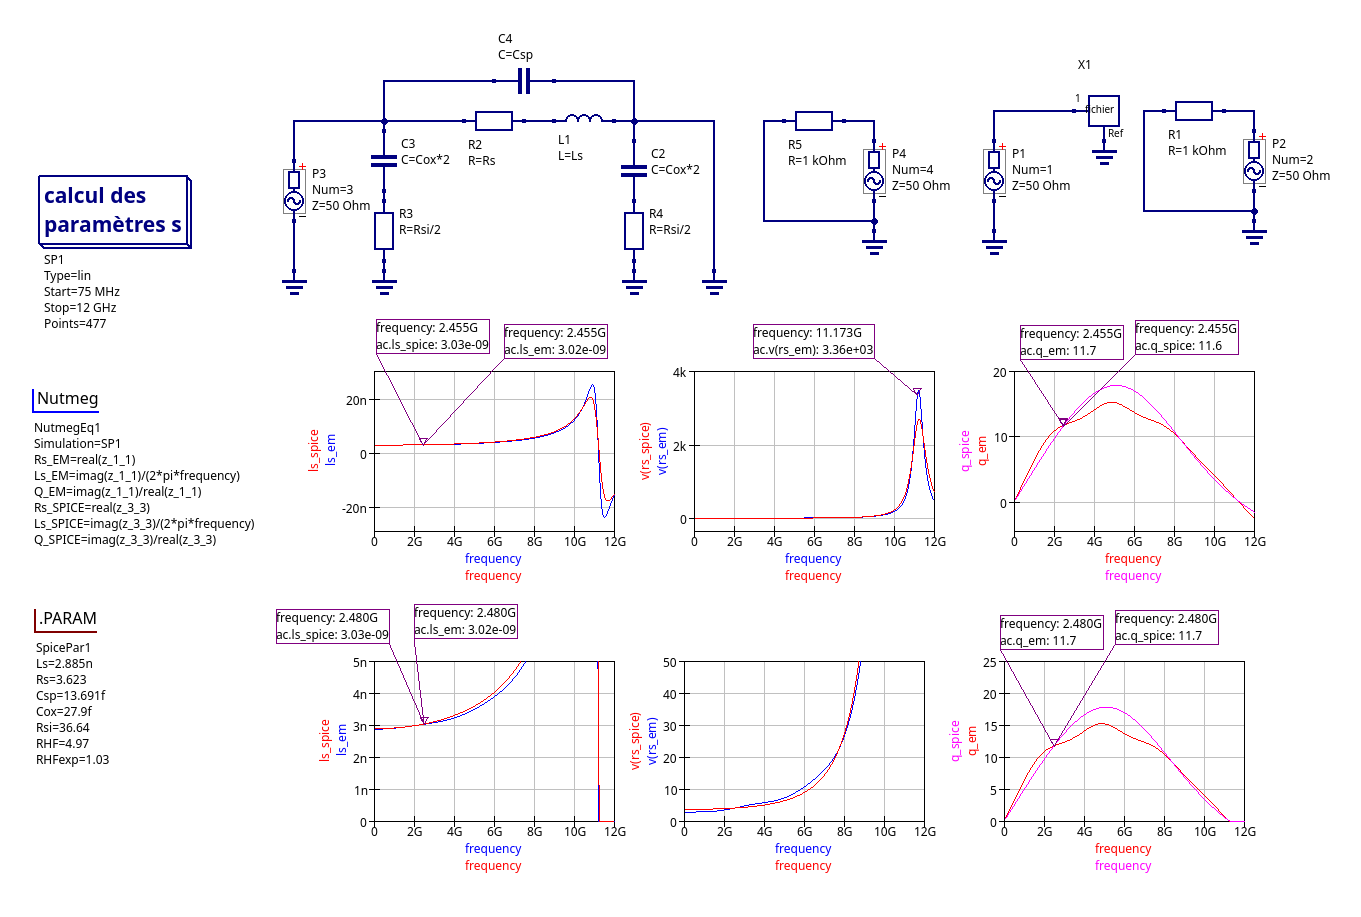 C4
C=Csp
X1
1
fichier
Ref
C3
C=Cox*2
R2
R=Rs
L1
L=Ls
C2
C=Cox*2
R5
R=1 kOhm
P4
Num=4
Z=50 Ohm
P1
Num=1
Z=50 Ohm
R1
R=1 kOhm
P2
Num=2
Z=50 Ohm
P3
Num=3
Z=50 Ohm
R3
R=Rsi/2
R4
R=Rsi/2
calcul des
paramètres s
SP1
Type=lin
Start=75 MHz
Stop=12 GHz
Points=477
frequency: 2.455G
ac.ls_spice: 3.03e-09
frequency: 2.455G
ac.ls_em: 3.02e-09
frequency: 11.173G
ac.v(rs_em): 3.36e+03
frequency: 2.455G
ac.q_em: 11.7
frequency: 2.455G
ac.q_spice: 11.6
Nutmeg
NutmegEq1
Simulation=SP1
Rs_EM=real(z_1_1)
Ls_EM=imag(z_1_1)/(2*pi*frequency)
Q_EM=imag(z_1_1)/real(z_1_1)
Rs_SPICE=real(z_3_3)
Ls_SPICE=imag(z_3_3)/(2*pi*frequency)
Q_SPICE=imag(z_3_3)/real(z_3_3)
ls_spice
ls_em
20n
0
-20n
0 2G 4G 6G 8G 10G 12G
frequency
frequency
v(rs_spice)
v(rs_em)
4k
2k
0
0 2G 4G 6G 8G 10G 12G
frequency
frequency
q_spice
q_em
20
10
0
0 2G 4G 6G 8G 10G 12G
frequency
frequency
.PARAM
SpicePar1
Ls=2.885n
Rs=3.623
Csp=13.691f
Cox=27.9f
Rsi=36.64
RHF=4.97
RHFexp=1.03
frequency: 2.480G
ac.ls_spice: 3.03e-09
frequency: 2.480G
ac.ls_em: 3.02e-09
frequency: 2.480G
ac.q_em: 11.7
frequency: 2.480G
ac.q_spice: 11.7
ls_spice
ls_em
5n
4n
3n
2n
1n
0
0 2G 4G 6G 8G 10G 12G
frequency
frequency
v(rs_spice)
v(rs_em)
50
40
30
20
10
0
0 2G 4G 6G 8G 10G 12G
frequency
frequency
q_spice
q_em
25
20
15
10
5
0
0 2G 4G 6G 8G 10G 12G
frequency
frequency